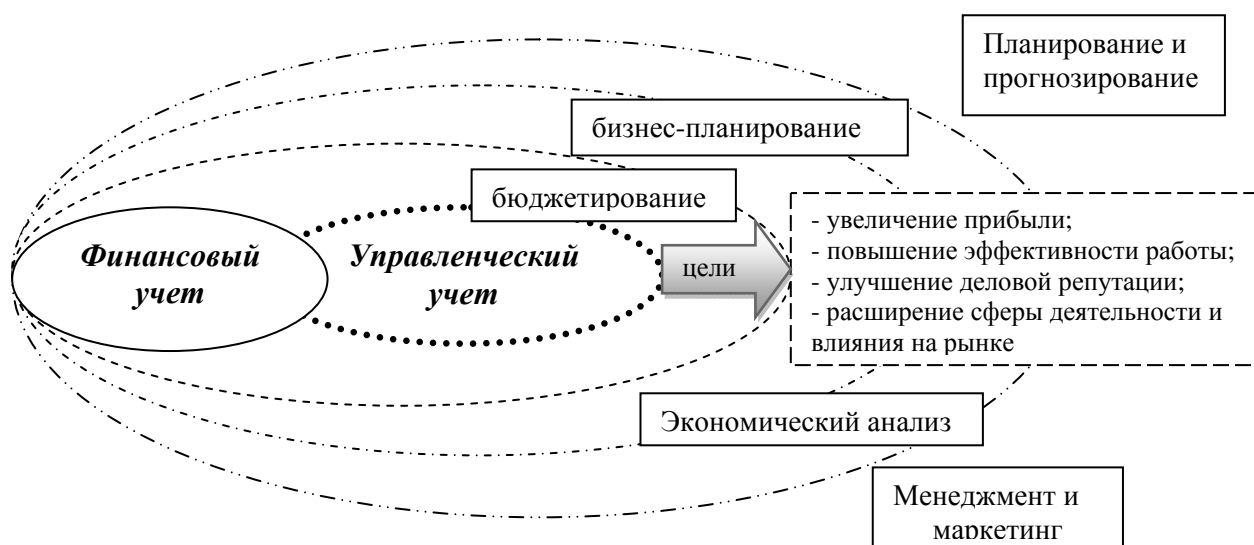 Планирование и
прогнозирование
бизнес-планирование
бюджетирование
Финансовый
учет
Управленческий
учет
цели
- увеличение прибыли;
- повышение эффективности работы;
- улучшение деловой репутации;
- расширение сферы деятельности и
влияния на рынке
Экономический анализ
Менеджмент и
маркетинг